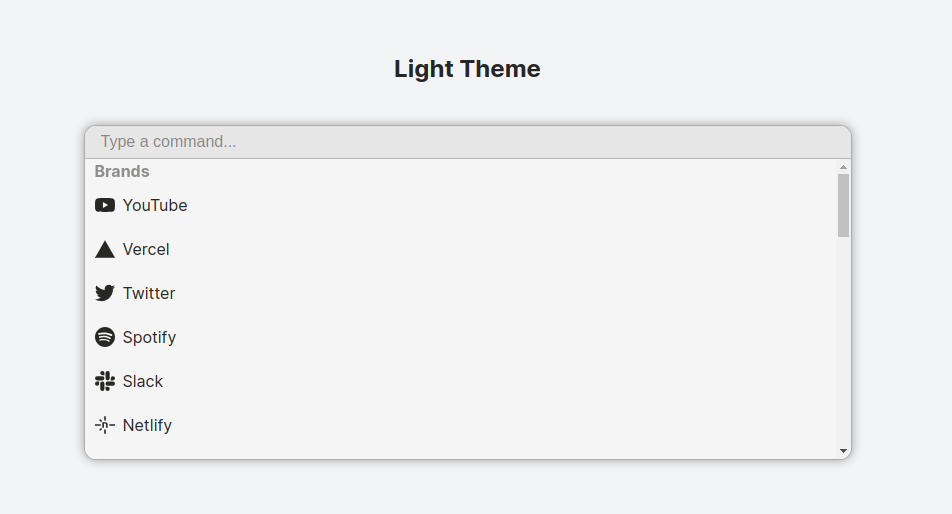 Light Theme
Type a command...
Brands
YouTube
Vercel
Twitter
Spotify
Slack
Netlify